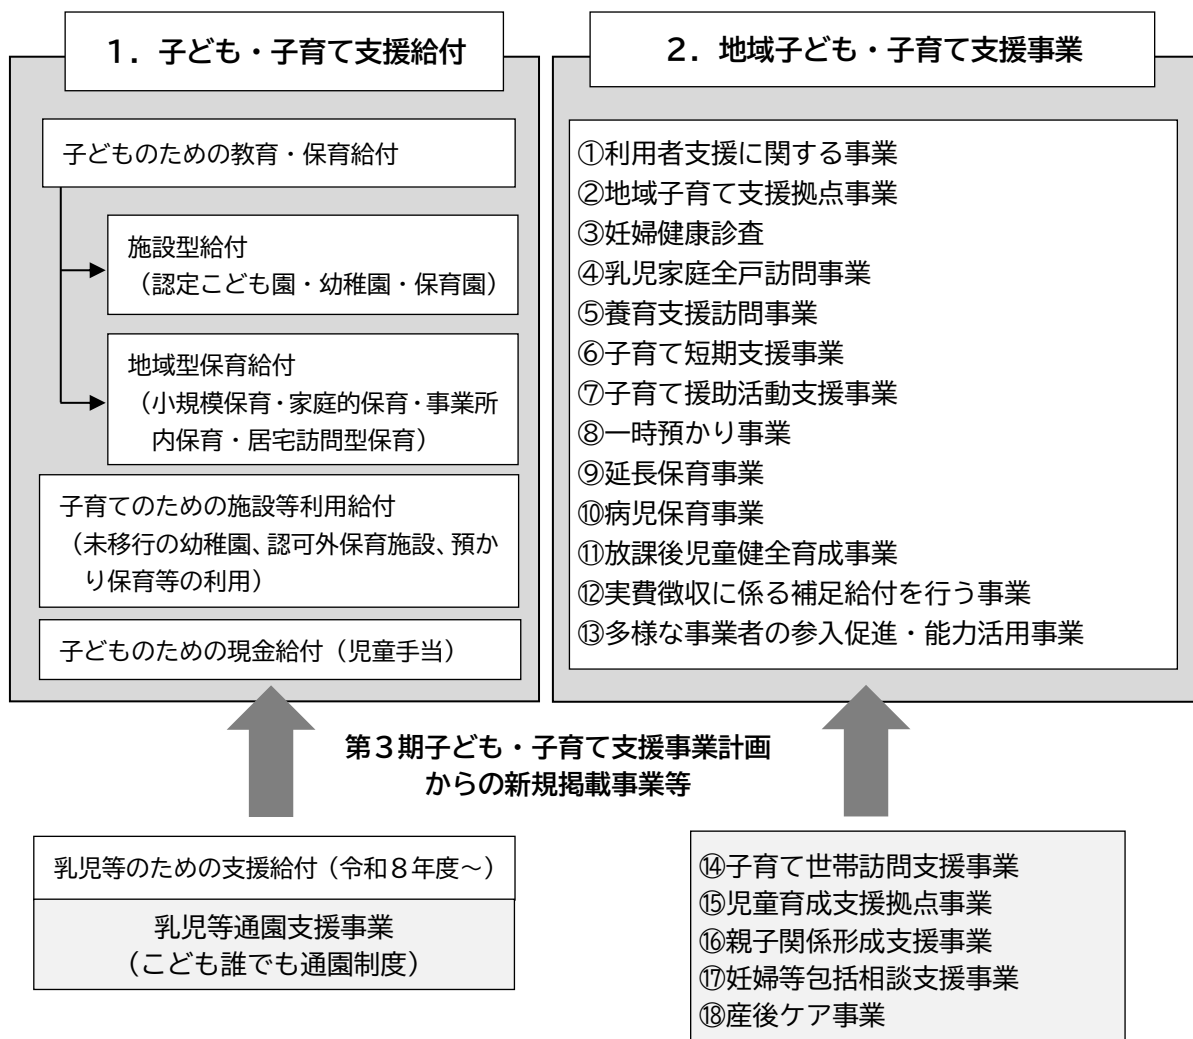 1．子ども・子育て支援給付
子どものための教育・保育給付
施設型給付
（認定こども園・幼稚園・保育園）
地域型保育給付
（小規模保育・家庭的保育・事業所
内保育・居宅訪問型保育）
子育てのための施設等利用給付
（未移行の幼稚園、認可外保育施設、預か
り保育等の利用）
子どものための現金給付（児童手当）
2．地域子ども・子育て支援事業
①利用者支援に関する事業
②地域子育て支援拠点事業
③妊婦健康診査
④乳児家庭全戸訪問事業
⑤養育支援訪問事業
⑥子育て短期支援事業
⑦子育て援助活動支援事業
⑧一時預かり事業
⑨延長保育事業
⑩病児保育事業
⑪放課後児童健全育成事業
⑫実費徴収に係る補足給付を行う事業
⑬多様な事業者の参入促進・能力活用事業
第３期子ども・子育て支援事業計画
からの新規掲載事業等
乳児等のための支援給付（令和８年度～）
乳児等通園支援事業
（こども誰でも通園制度）
⑭子育て世帯訪問支援事業
⑮児童育成支援拠点事業
⑯親子関係形成支援事業
⑰妊婦等包括相談支援事業
⑱産後ケア事業